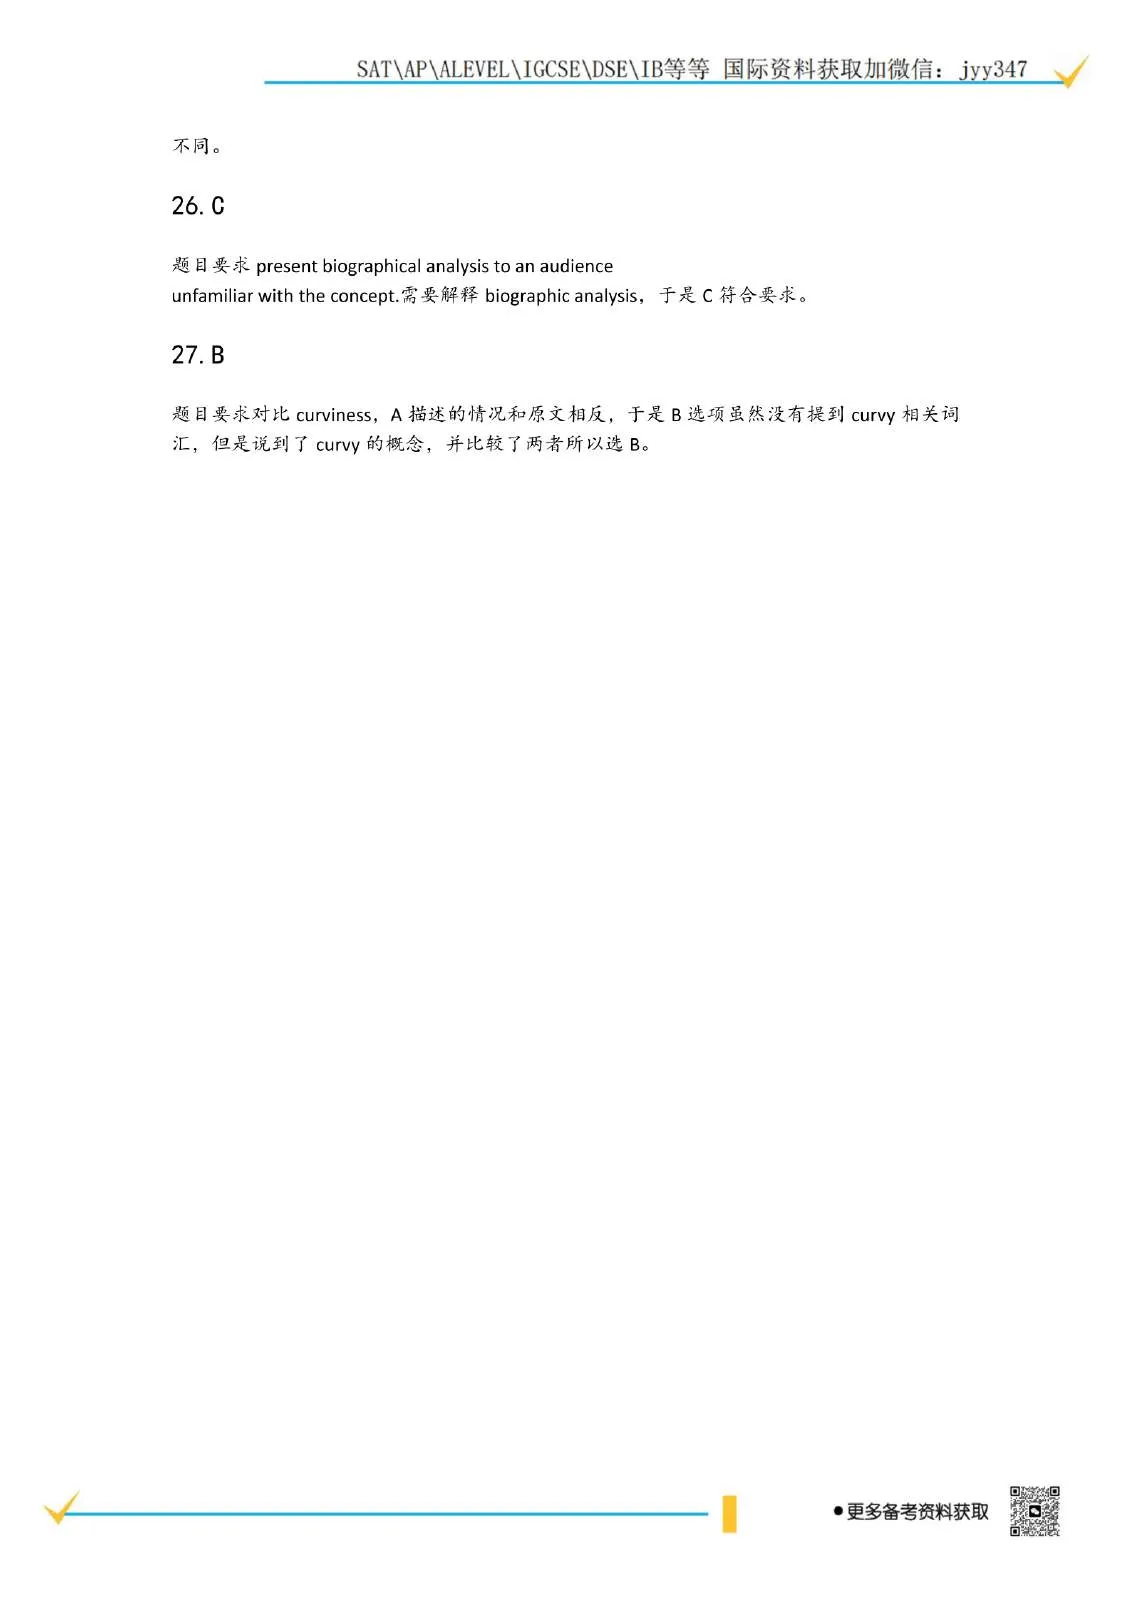 SAT\AP\ALEVEL\IGCSE\DSE\IB等等 国际资料获取加微信：jyy347
不同。
26. C
题目要求 present biographical analysis to an audience
unfamiliar with the concept.需要解释 biographic analysis，于是 C 符合要求。
27. B
题目要求对比 curviness，A 描述的情况和原文相反，于是 B 选项虽然没有提到 curvy 相关词
汇，但是说到了 curvy 的概念，并比较了两者所以选 B。
●更多备考资料获取